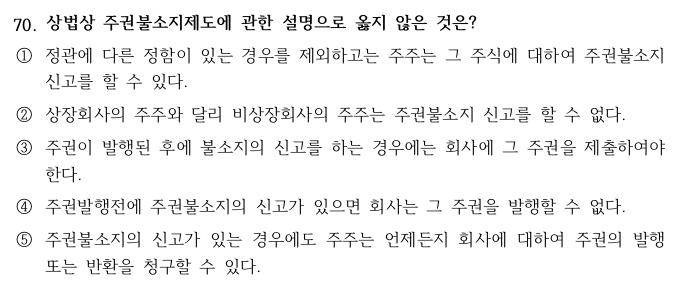 70. 상법상 주권불소지제도에 관한 설명으로 옳지 않은 것은?
① 정관에 다른 정함이 있는 경우를 제외하고는 주주는 그 주식에 대하여 주권불소지
신고를 할 수 있다.
② 상장회사의 주주와 달리 비상장회사의 주주는 주권불소지 신고를 할 수 없다.
③ 주권이 발행된 후에 불소지의 신고를 하는 경우에는 회사에 그 주권을 제출하여야
한다.
④ 주권발행전에 주권불소지의 신고가 있으면 회사는 그 주권을 발행할 수 없다.
⑤ 주권불소지의 신고가 있는 경우에도 주주는 언제든지 회사에 대하여 주권의 발행
또는 반환을 청구할 수 있다.